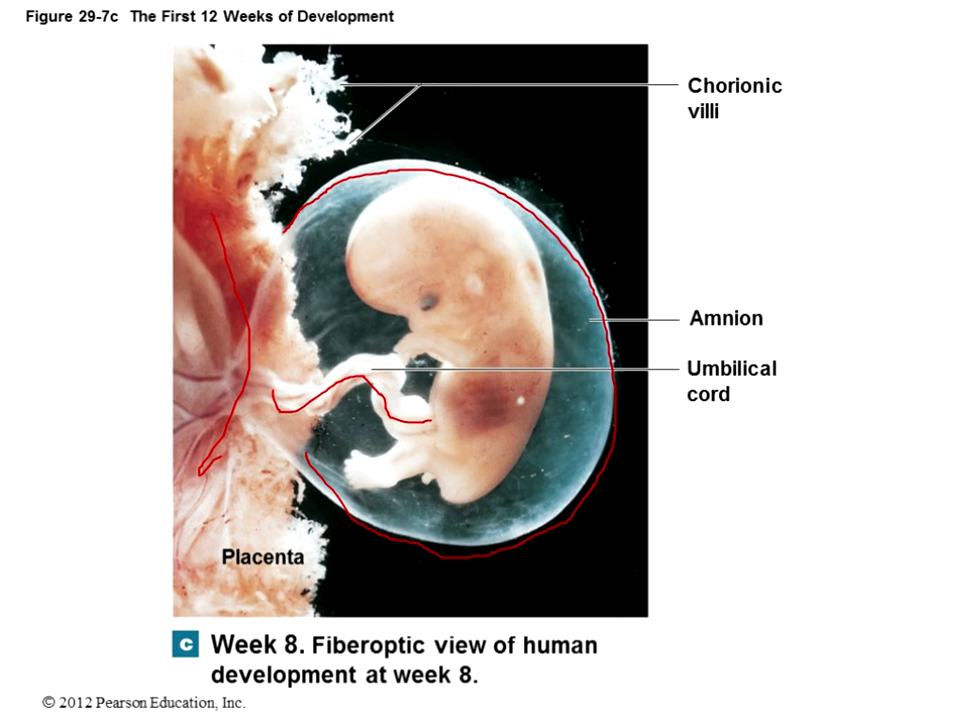 Figure 29-7c The First 12 Weeks of Development
Chorionic
villi
Amnion
Umbilical
cord
Placenta
c Week 8. Fiberoptic view of human
development at week 8.
© 2012 Pearson Education, Inc.